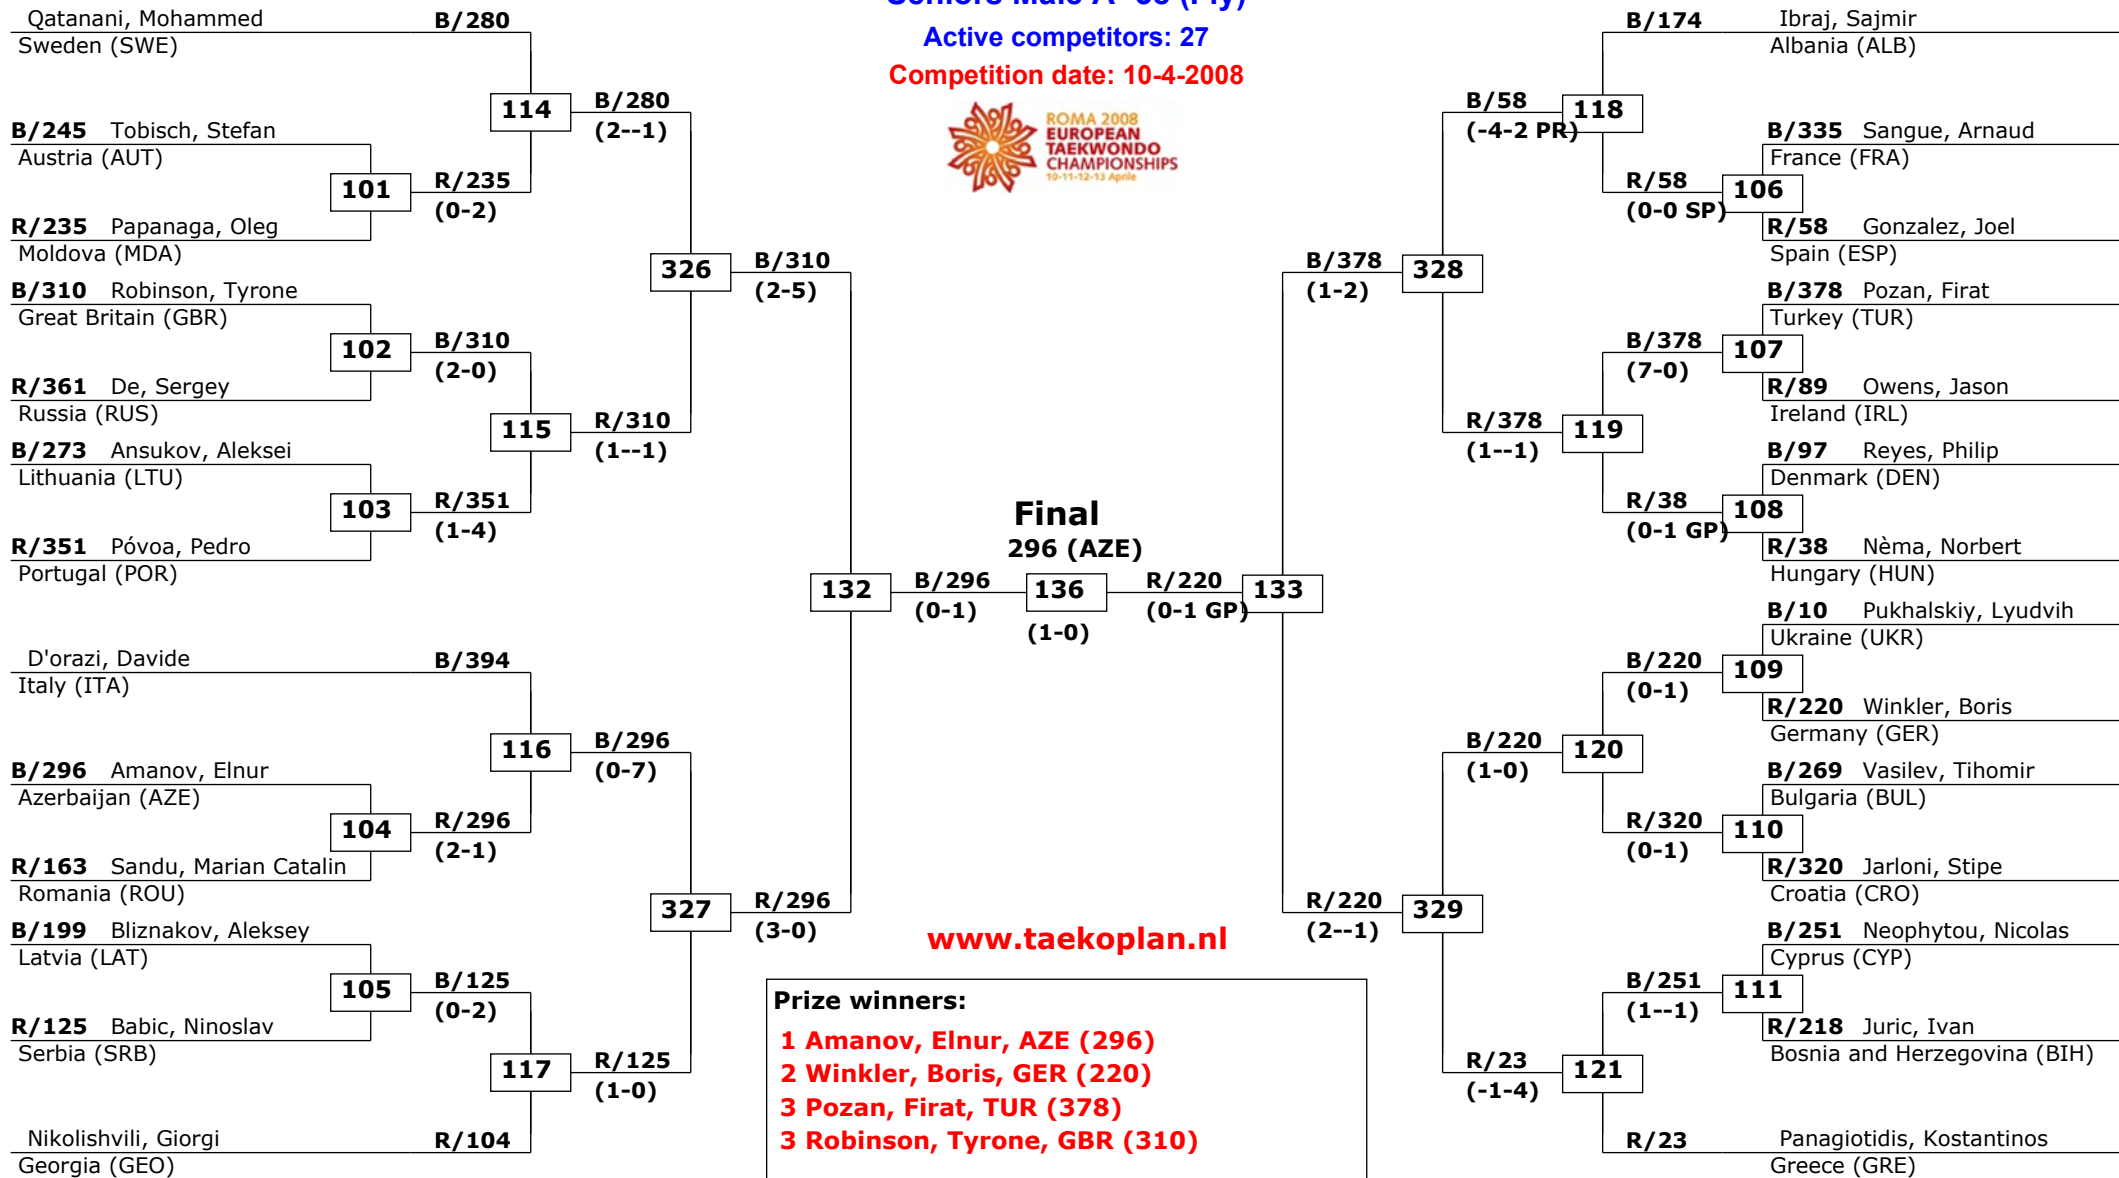 Active competitors: 27
Competition date: 10-4-2008
ROMA 2008
EUROPEAN
TAEKWONDO
CHAMPIONSHIPS
10-11-12-13 Aprile
Qatanani, Mohammed B/280
Sweden (SWE)
B/245 Tobisch, Stefan
Austria (AUT)
R/235 Papanaga, Oleg
Moldova (MDA)
B/310 Robinson, Tyrone
Great Britain (GBR)
R/361 De, Sergey
Russia (RUS)
B/273 Ansukov, Aleksei
Lithuania (LTU)
R/351 Póvoa, Pedro
Portugal (POR)
D'orazi, Davide B/394
Italy (ITA)
B/296 Amanov, Elnur
Azerbaijan (AZE)
R/163 Sandu, Marian Catalin
Romania (ROU)
B/199 Bliznakov, Aleksey
Latvia (LAT)
R/125 Babic, Ninoslav
Serbia (SRB)
Nikolishvili, Giorgi R/104
Georgia (GEO)
101 R/235
(0-2)
102 B/310
(2-0)
103 R/351
(1-4)
104 R/296
(2-1)
105 B/125
(0-2)
114 B/280
(2--1)
115 R/310
(1--1)
116 B/296
(0-7)
117 R/125
(1-0)
326 B/310
(2-5)
327 R/296
(3-0)
132 B/296
(0-1)
Final
296 (AZE)
136
(1-0)
R/220 133
(0-1 GP)
B/378 328
(1-2)
R/220 329
(2--1)
B/58 118
(-4-2 PR)
R/378 119
(1--1)
B/220 120
(1-0)
R/23 121
(-1-4)
R/58 106
(0-0 SP)
B/378 107
(7-0)
R/38 108
(0-1 GP)
B/220 109
(0-1)
R/320 110
(0-1)
B/251 111
(1--1)
B/174 Ibraj, Sajmir
Albania (ALB)
B/335 Sangue, Arnaud
France (FRA)
R/58 Gonzalez, Joel
Spain (ESP)
B/378 Pozan, Firat
Turkey (TUR)
R/89 Owens, Jason
Ireland (IRL)
B/97 Reyes, Philip
Denmark (DEN)
R/38 Nèma, Norbert
Hungary (HUN)
B/10 Pukhalskiy, Lyudvih
Ukraine (UKR)
R/220 Winkler, Boris
Germany (GER)
B/269 Vasilev, Tihomir
Bulgaria (BUL)
R/320 Jarloni, Stipe
Croatia (CRO)
B/251 Neophytou, Nicolas
Cyprus (CYP)
R/218 Juric, Ivan
Bosnia and Herzegovina (BIH)
R/23 Panagiotidis, Kostantinos
Greece (GRE)
www.taekoplan.nl
Prize winners:
1 Amanov, Elnur, AZE (296)
2 Winkler, Boris, GER (220)
3 Pozan, Firat, TUR (378)
3 Robinson, Tyrone, GBR (310)